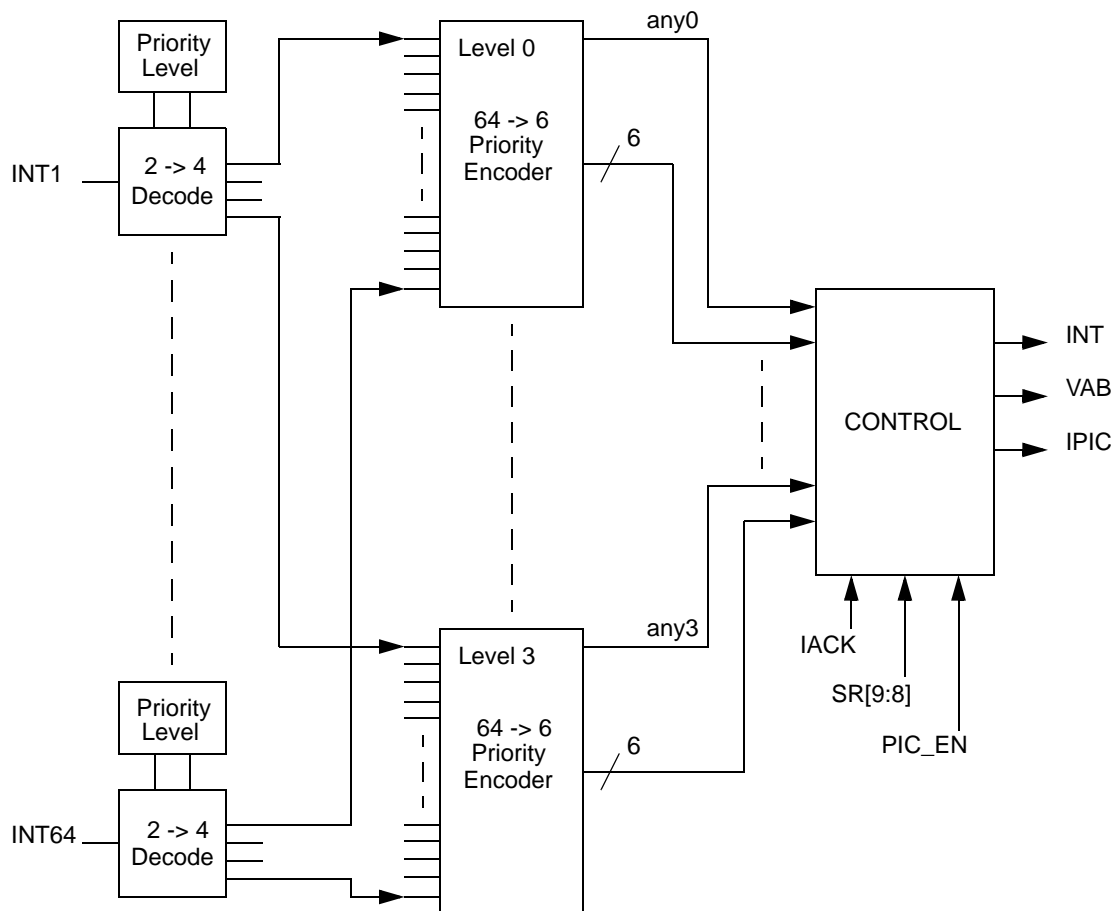 Priority
Level
INT1
2 -> 4
Decode
Level 0
64 -> 6
Priority
Encoder
any0
6
CONTROL
INT
VAB
IPIC
IACK
SR[9:8]
PIC_EN
Priority
Level
INT64
2 -> 4
Decode
Level 3
64 -> 6
Priority
Encoder
any3
6